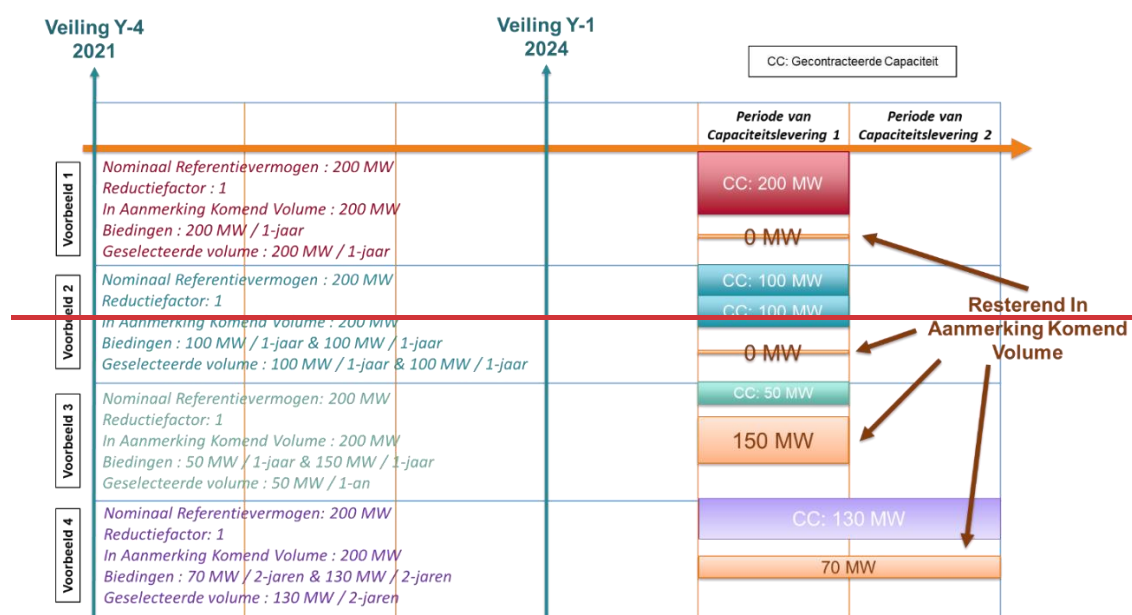 Veiling Y-4
2021
Veiling Y-1
2024
CC: Gecontracteerde Capaciteit
Periode van
Capaciteitslevering 1
Periode van
Capaciteitslevering 2
Voorbeeld 1
Nominaal Referentievermogen : 200 MW
Reductiefactor : 1
In Aanmerking Komend Volume : 200 MW
Biedingen : 200 MW / 1-jaar
Geselecteerde volume : 200 MW / 1-jaar
CC: 200 MW
0 MW
Voorbeeld 2
Nominaal Referentievermogen : 200 MW
Reductiefactor: 1
In Aanmerking Komend Volume : 200 MW
Biedingen : 100 MW / 1-jaar & 100 MW / 1-jaar
Geselecteerde volume : 100 MW / 1-jaar & 100 MW / 1-jaar
CC: 100 MW
CC: 100 MW
0 MW
Resterend In
Aanmerking Komend
Volume
Voorbeeld 3
Nominaal Referentievermogen: 200 MW
Reductiefactor : 1
In Aanmerking Komend Volume : 200 MW
Biedingen : 50 MW / 1-jaar & 150 MW / 1-jaar
Geselecteerde volume : 50 MW / 1-an
CC: 50 MW
150 MW
Voorbeeld 4
Nominaal Referentievermogen: 200 MW
Reductiefactor : 1
In Aanmerking Komend Volume : 200 MW
Biedingen : 70 MW / 2-jaren & 130 MW / 2-jaren
Geselecteerde volume : 130 MW / 2-jaren
CC: 130 MW
70 MW